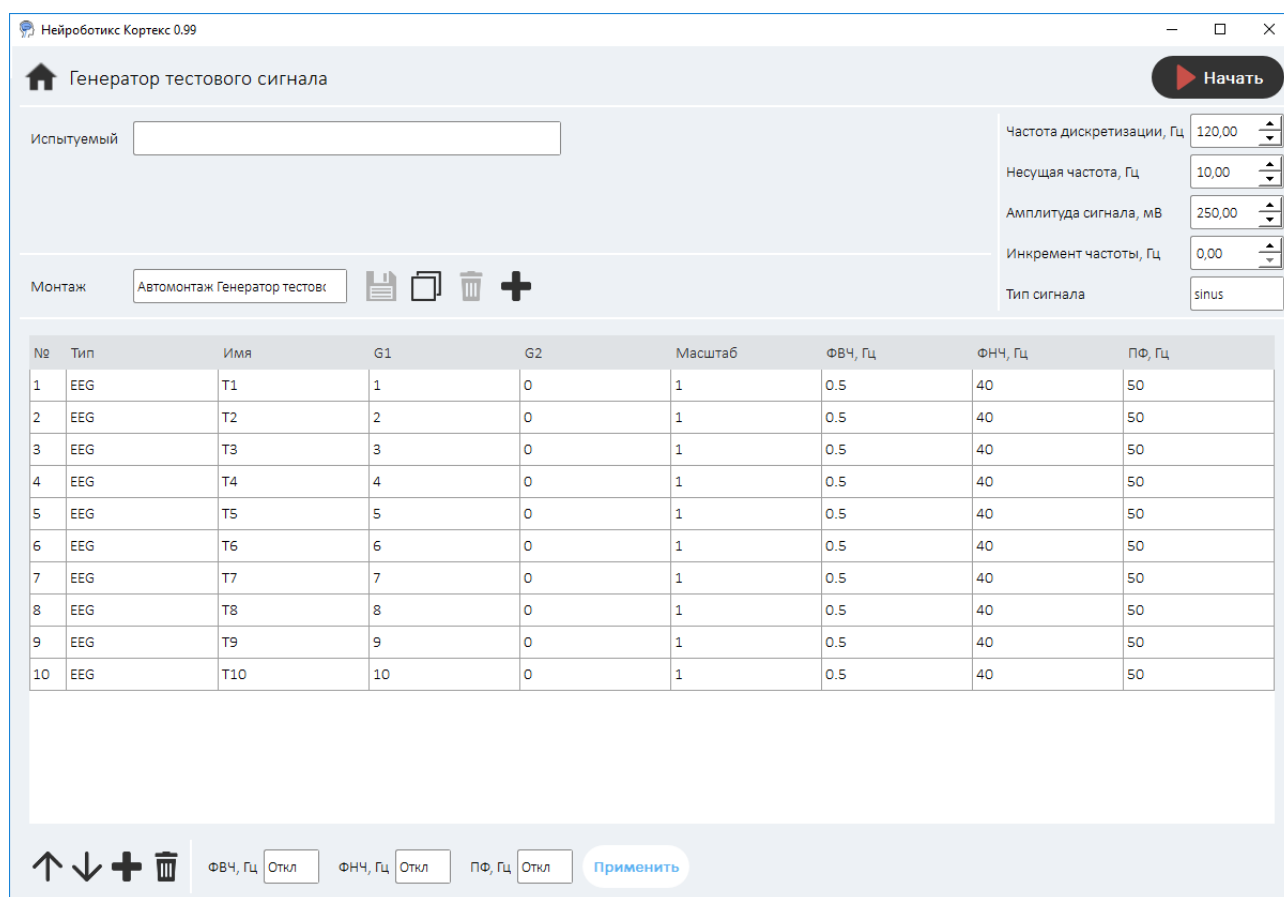 Нейроботикс Кортекс 0.99
Генератор тестового сигнала
Начать
Испытуемый
Частота дискретизации, Гц 120,00
Несущая частота, Гц 10,00
Амплитуда сигнала, мВ 250,00
Инкремент частоты, Гц 0,00
Монтаж Автомонтаж Генератор тестовс
Тип сигнала sinus
№ Тип Имя G1 G2 Масштаб ФВЧ, Гц ФНЧ, Гц ПФ, Гц
1 EEG T1 1 0 1 0.5 40 50
2 EEG T2 2 0 1 0.5 40 50
3 EEG T3 3 0 1 0.5 40 50
4 EEG T4 4 0 1 0.5 40 50
5 EEG T5 5 0 1 0.5 40 50
6 EEG T6 6 0 1 0.5 40 50
7 EEG T7 7 0 1 0.5 40 50
8 EEG T8 8 0 1 0.5 40 50
9 EEG T9 9 0 1 0.5 40 50
10 EEG T10 10 0 1 0.5 40 50
ФВЧ, Гц Откл ФНЧ, Гц Откл ПФ, Гц Откл Применить